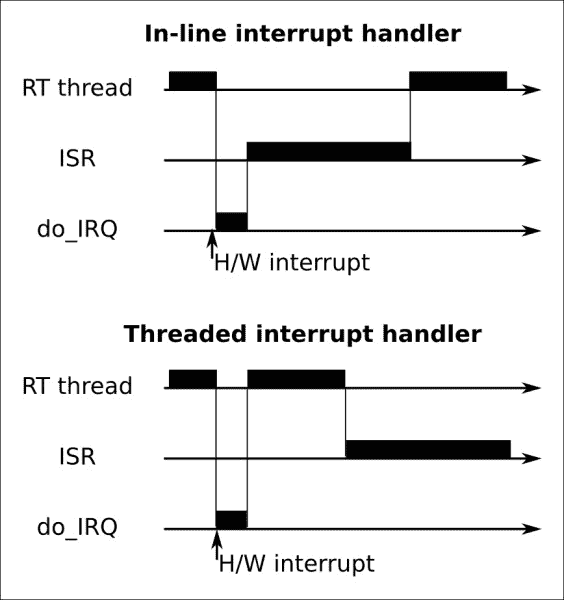 In-line interrupt handler
RT thread
ISR
do_IRQ
H/W interrupt
Threaded interrupt handler
RT thread
ISR
do_IRQ
H/W interrupt